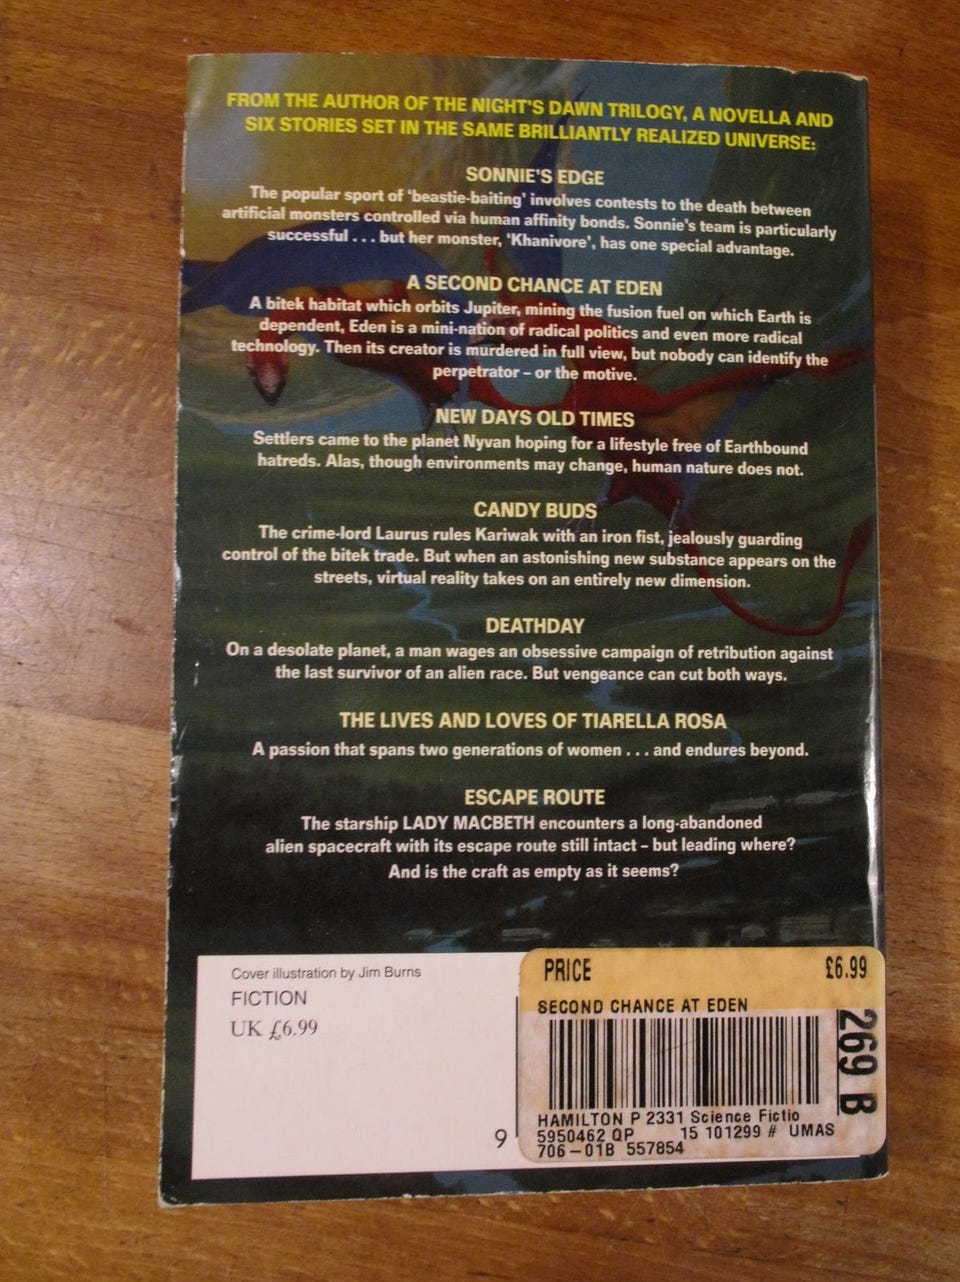 FROM THE AUTHOR OF THE NIGHT'S DAWN TRILOGY, A NOVELLA AND
SIX STORIES SET IN THE SAME BRILLIANTLY REALIZED UNIVERSE:
SONNIE'S EDGE
The popular sport of 'beastie-baiting' involves contests to the death between
artificial monsters controlled via human affinity bonds. Sonnie's team is particularly
successful . . . but her monster, 'Khanivore', has one special advantage.
A SECOND CHANCE AT EDEN
A bitek habitat which orbits Jupiter, mining the fusion fuel on which Earth is
dependent, Eden is a mini-nation of radical politics and even more radical
technology. Then its creator is murdered in full view, but nobody can identify the
perpetrator – or the motive.
NEW DAYS OLD TIMES
Settlers came to the planet Nyvan hoping for a lifestyle free of Earthbound
hatreds. Alas, though environments may change, human nature does not.
CANDY BUDS
The crime-lord Laurus rules Kariwak with an iron fist, jealously guarding
control of the bitek trade. But when an astonishing new substance appears on the
streets, virtual reality takes on an entirely new dimension.
DEATHDAY
On a desolate planet, a man wages an obsessive campaign of retribution against
the last survivor of an alien race. But vengeance can cut both ways.
THE LIVES AND LOVES OF TIARELLA ROSA
A passion that spans two generations of women . . . and endures beyond.
ESCAPE ROUTE
The starship LADY MACBETH encounters a long-abandoned
alien spacecraft with its escape route still intact – but leading where?
And is the craft as empty as it seems?
Cover illustration by Jim Burns
FICTION
UK £6.99
9
PRICE £6.99
SECOND CHANCE AT EDEN
269 B
HAMILTON P 2331 Science Fictio
5950462 QP 15 101299 # UMAS
706-01B 557854